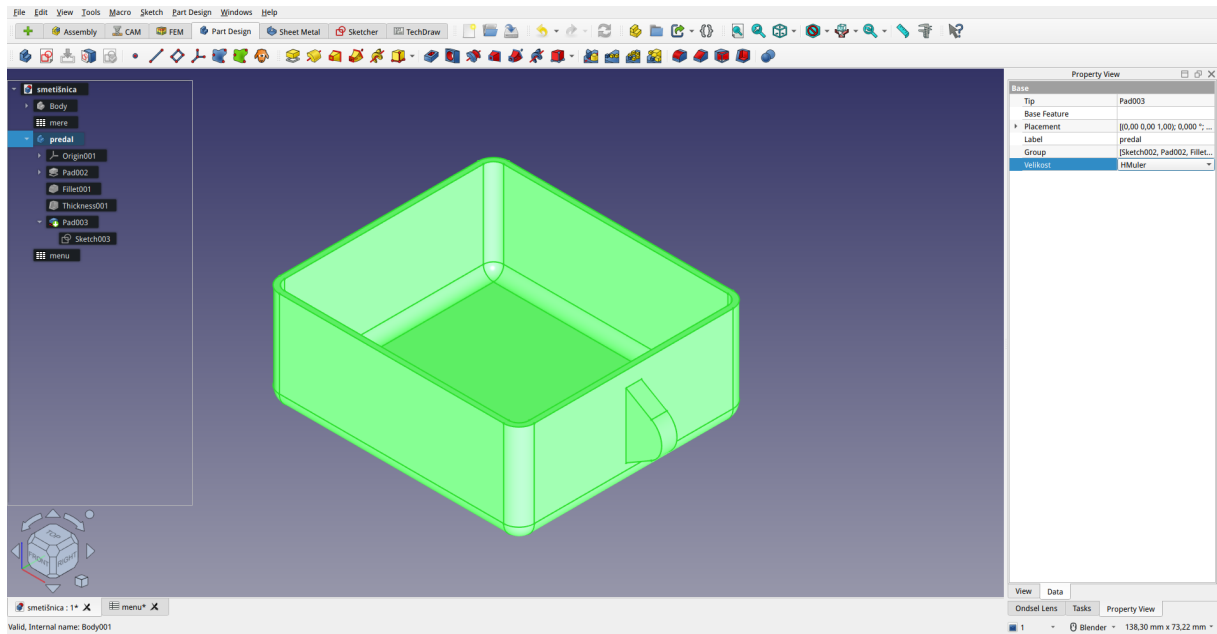 File Edit View Tools Macro Sketch Part Design Windows Help
Assembly CAM FEM Part Design Sheet Metal Sketcher TechDraw
smetišnica
Body
mere
predal
Origin001
Pad002
Fillet001
Thickness001
Pad003
Sketch003
menu
TOP
FRONT
RIGHT
Property View
Base
Tip Pad003
Base Feature
Placement [(0,00 0,00 1,00); 0,000 °; ...
Label predal
Group [Sketch002, Pad002, Fillet...
Velikost HMuler
View Data
smetišnica : 1* menu*
Ondsel Lens Tasks Property View
Valid, Internal name: Body001
1 Blender 138,30 mm x 73,22 mm